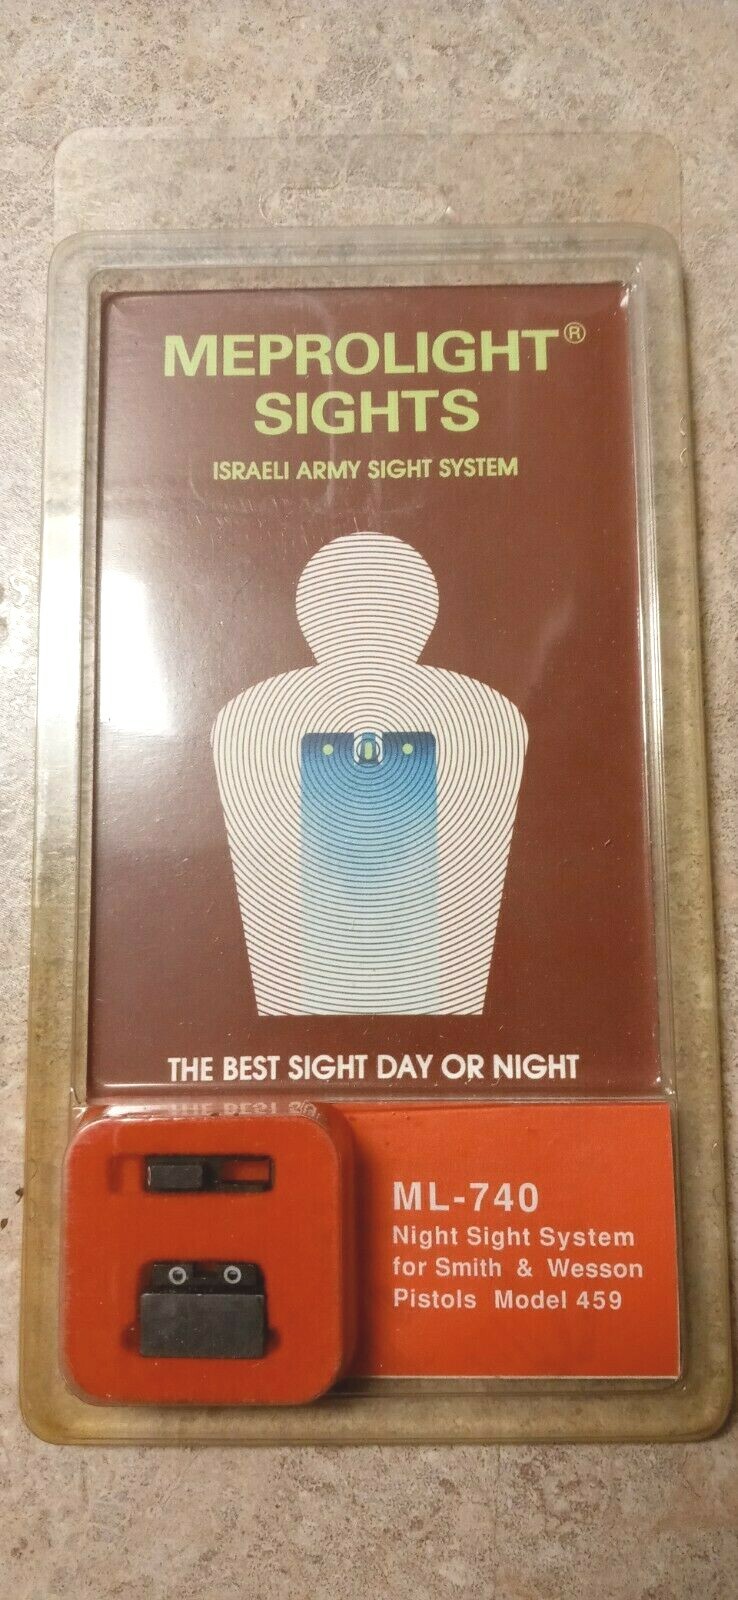 MEPROLIGHT®
SIGHTS
ISRAELI ARMY SIGHT SYSTEM
THE BEST SIGHT DAY OR NIGHT
ML-740
Night Sight System
for Smith & Wesson
Pistols Model 459